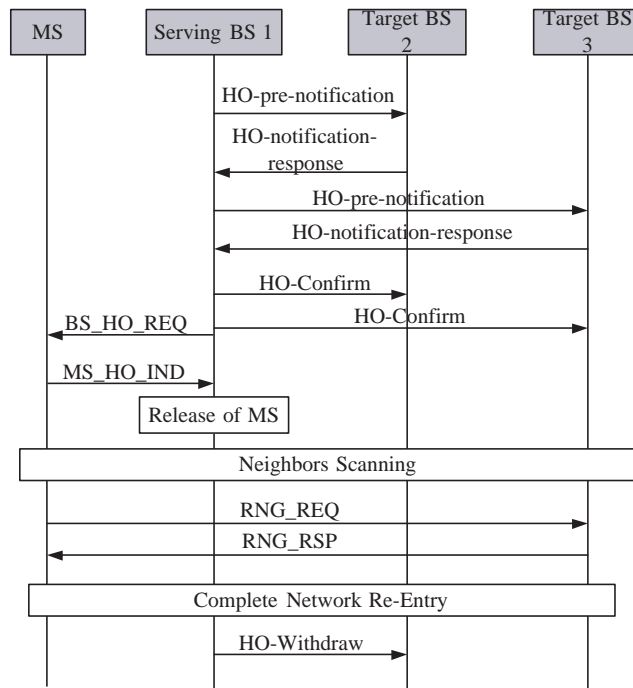 MS
Serving BS 1
Target BS
2
Target BS
3
HO-pre-notification
HO-notification-
response
HO-pre-notification
HO-notification-response
HO-Confirm
HO-Confirm
BS_HO_REQ
MS_HO_IND
Release of MS
Neighbors Scanning
RNG_REQ
RNG_RSP
Complete Network Re-Entry
HO-Withdraw